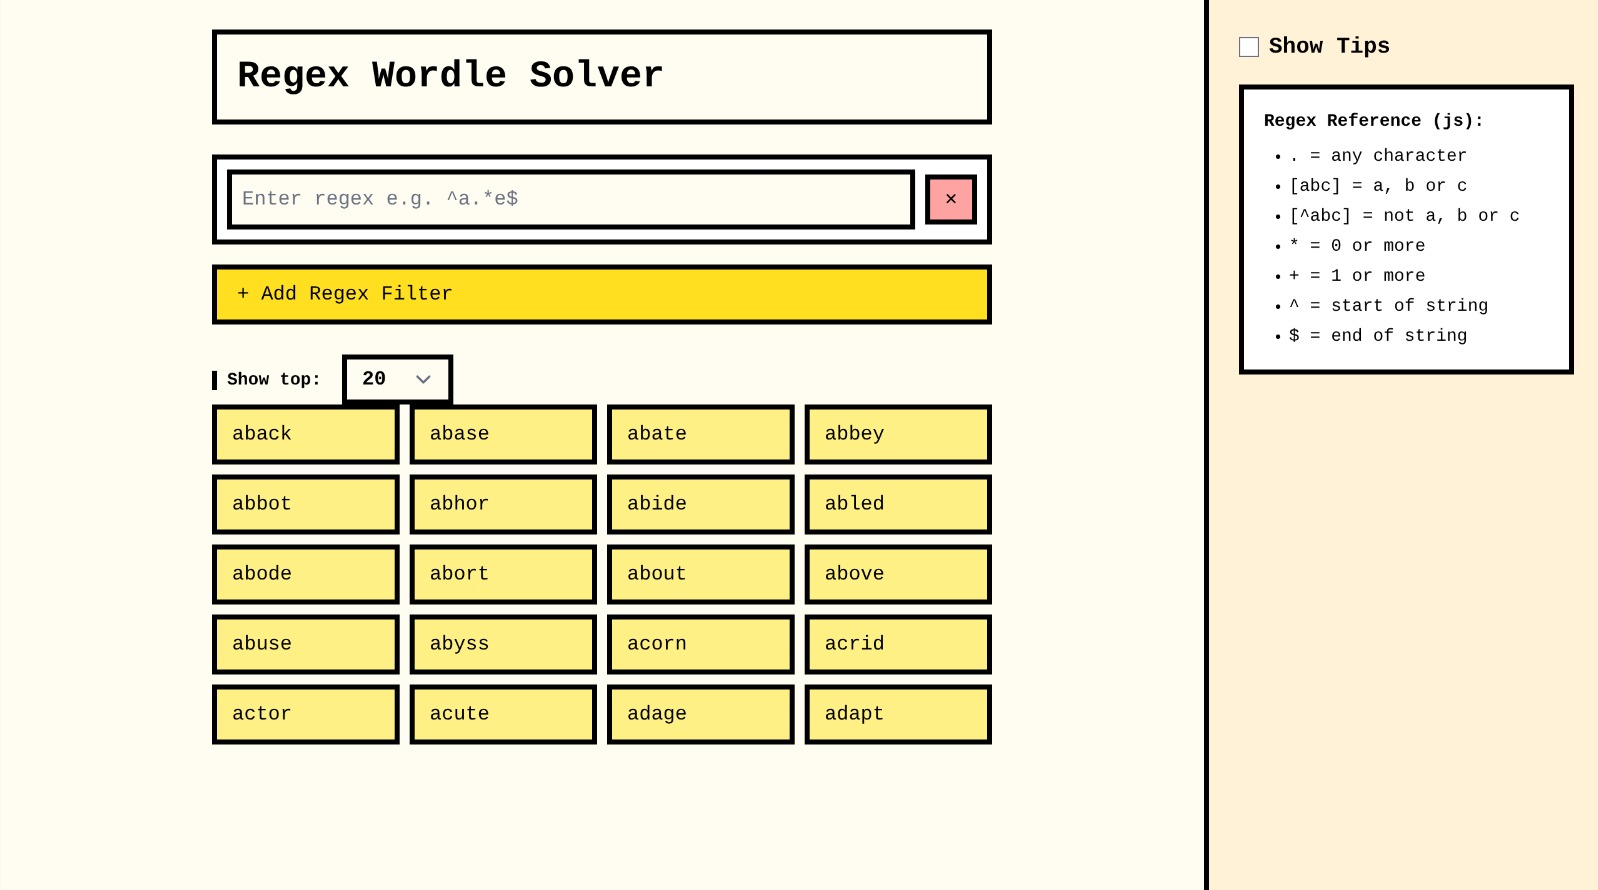 Regex Wordle Solver
Enter regex e.g. ^a.*e$
×
+ Add Regex Filter
Show top: 20
aback abase abate abbey
abbot abhor abide abled
abode abort about above
abuse abyss acorn acrid
actor acute adage adapt
Show Tips
Regex Reference (js):
• . = any character
• [abc] = a, b or c
• [^abc] = not a, b or c
• * = 0 or more
• + = 1 or more
• ^ = start of string
• $ = end of string